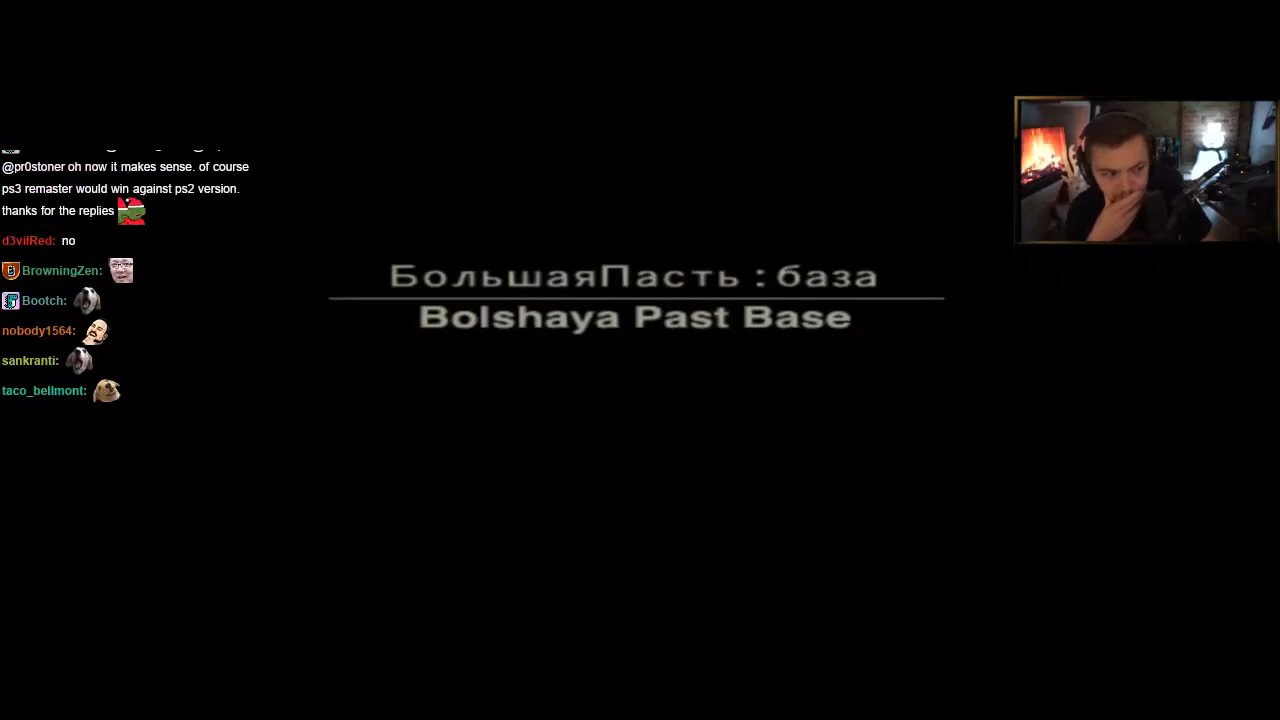 @pr0stoner oh now it makes sense. of course
ps3 remaster would win against ps2 version.
thanks for the replies
d3vilRed: no
BrowningZen:
Bootch:
nobody1564:
sankranti:
taco_bellmont:
БольшаяПасть : база
Bolshaya Past Base